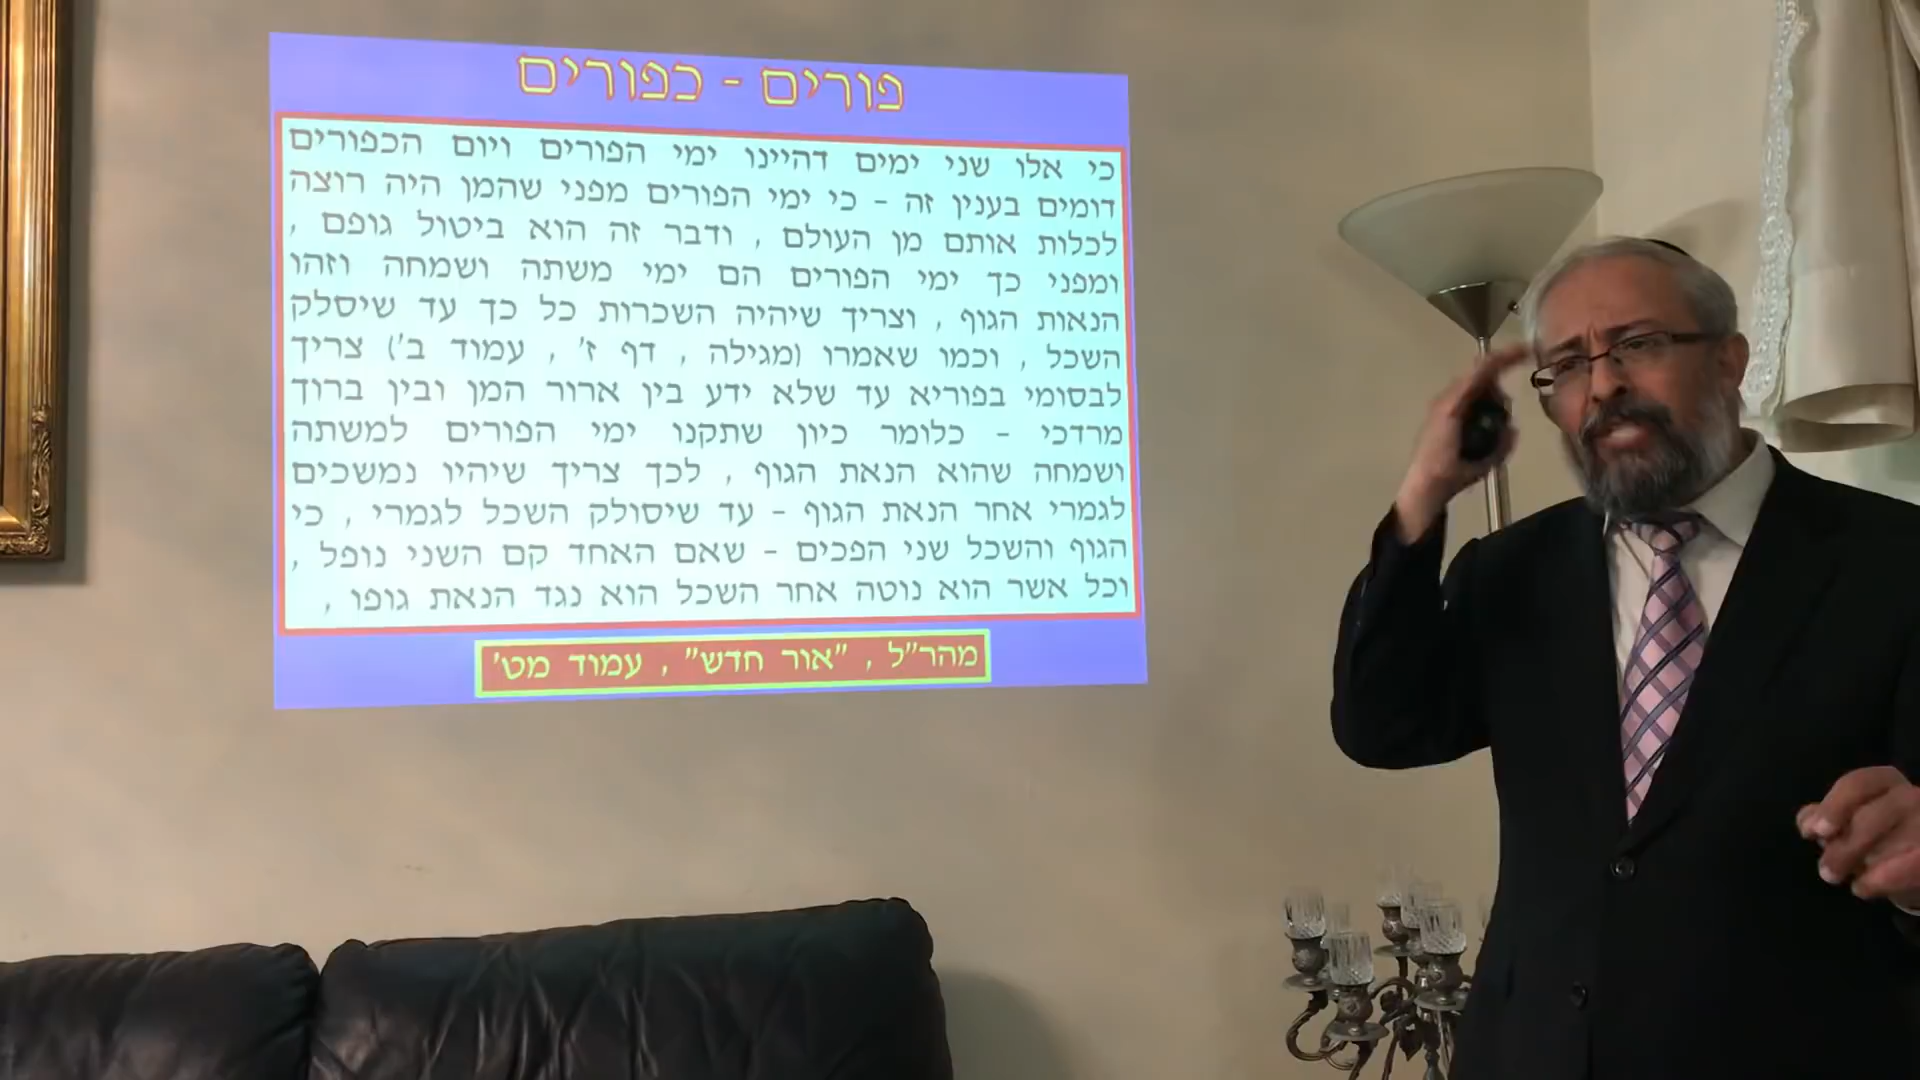 פורים - כפורים
כי אלו שני ימים דהיינו ימי הפורים ויום הכפורים
דומים בענין זה - כי ימי הפורים מפני שהמן היה רוצה
לכלות אותם מן העולם , ודבר זה הוא ביטול גופם ,
ומפני כך ימי הפורים הם ימי משתה ושמחה וזהו
הנאות הגוף , וצריך שיהיה השכרות כל כך עד שיסלק
השכל , וכמו שאמרו (מגילה , דף ז' , עמוד ב') צריך
לבסומי בפוריא עד שלא ידע בין ארור המן ובין ברוך
מרדכי - כלומר כיון שתקנו ימי הפורים למשתה
ושמחה שהוא הנאת הגוף , לכך צריך שיהיו נמשכים
לגמרי אחר הנאת הגוף - עד שיסולק השכל לגמרי , כי
הגוף והשכל שני הפכים - שאם האחד קם השני נופל ,
וכל אשר הוא נוטה אחר השכל הוא נגד הנאת גופו ,
מהר"ל , "אור חדש" , עמוד מט'